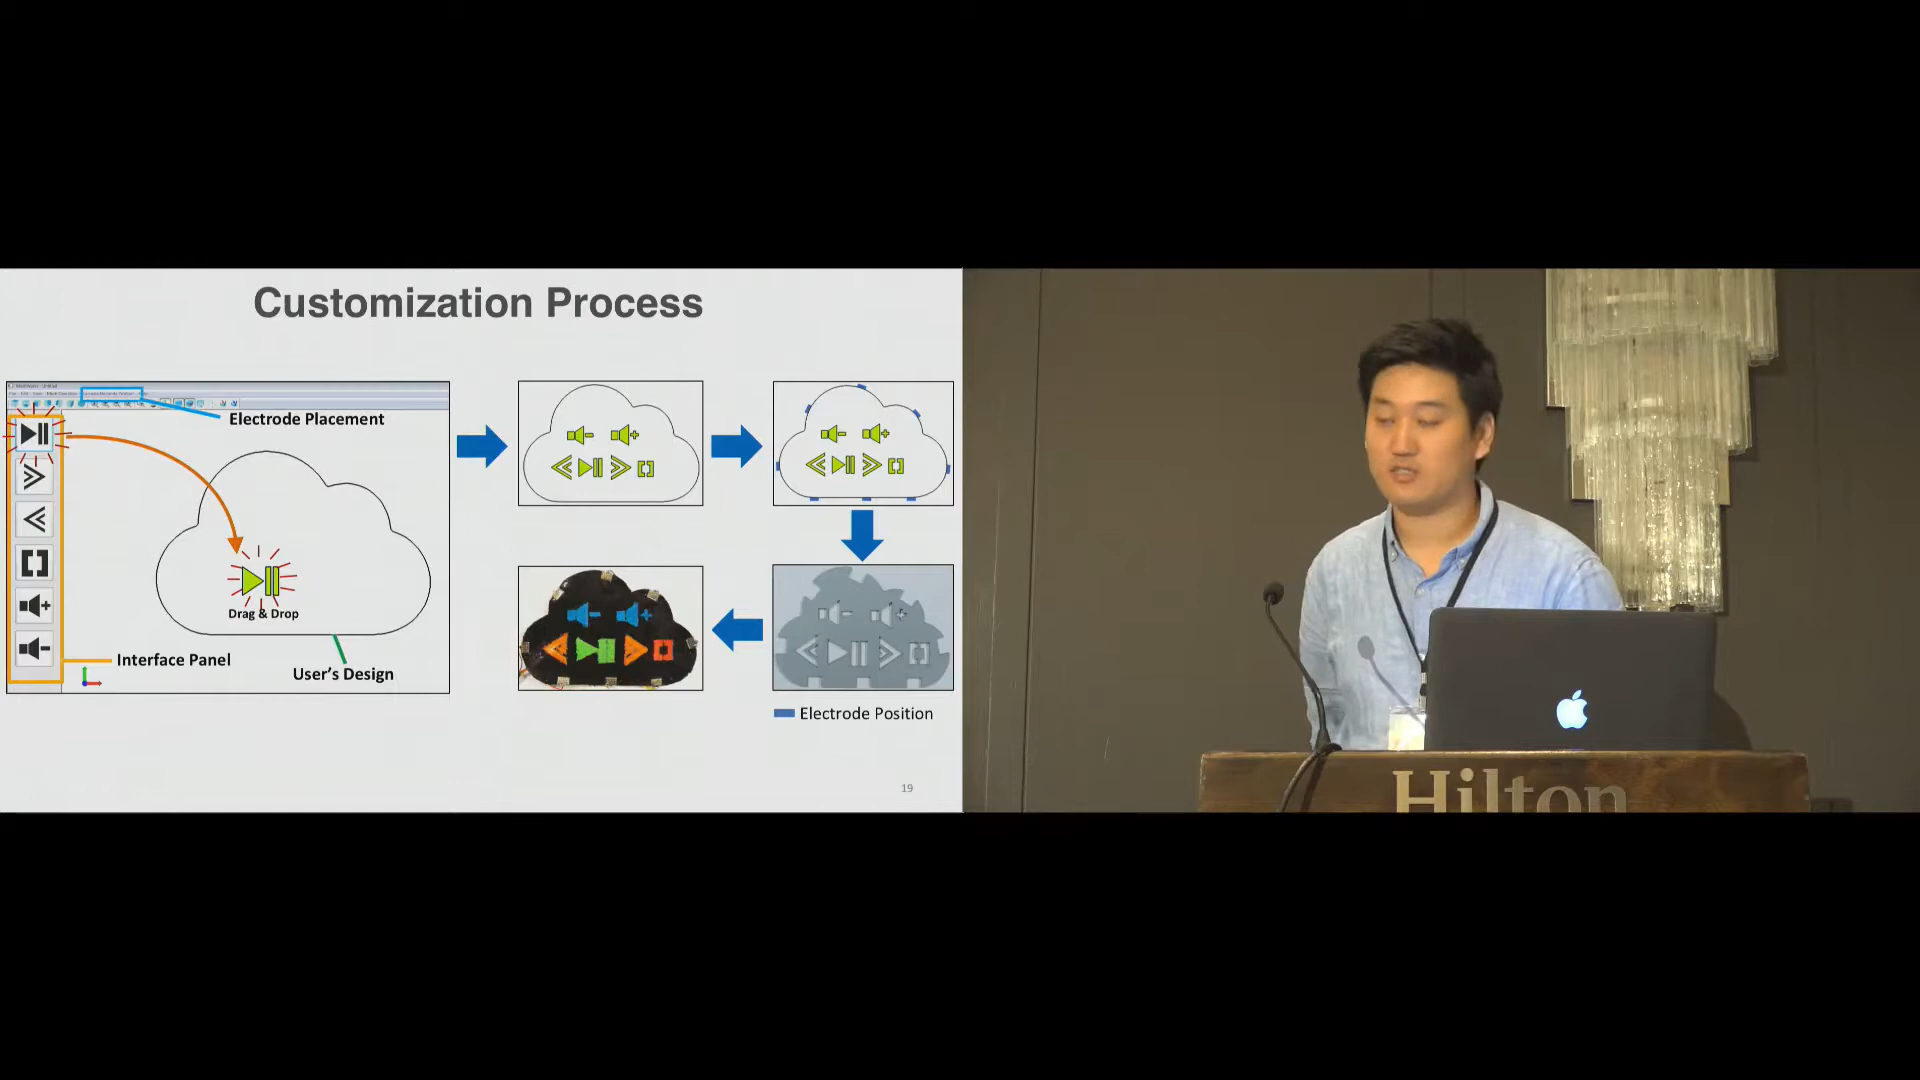 Customization Process
Electrode Placement
Drag & Drop
Interface Panel
User's Design
Electrode Position
19
Hilton